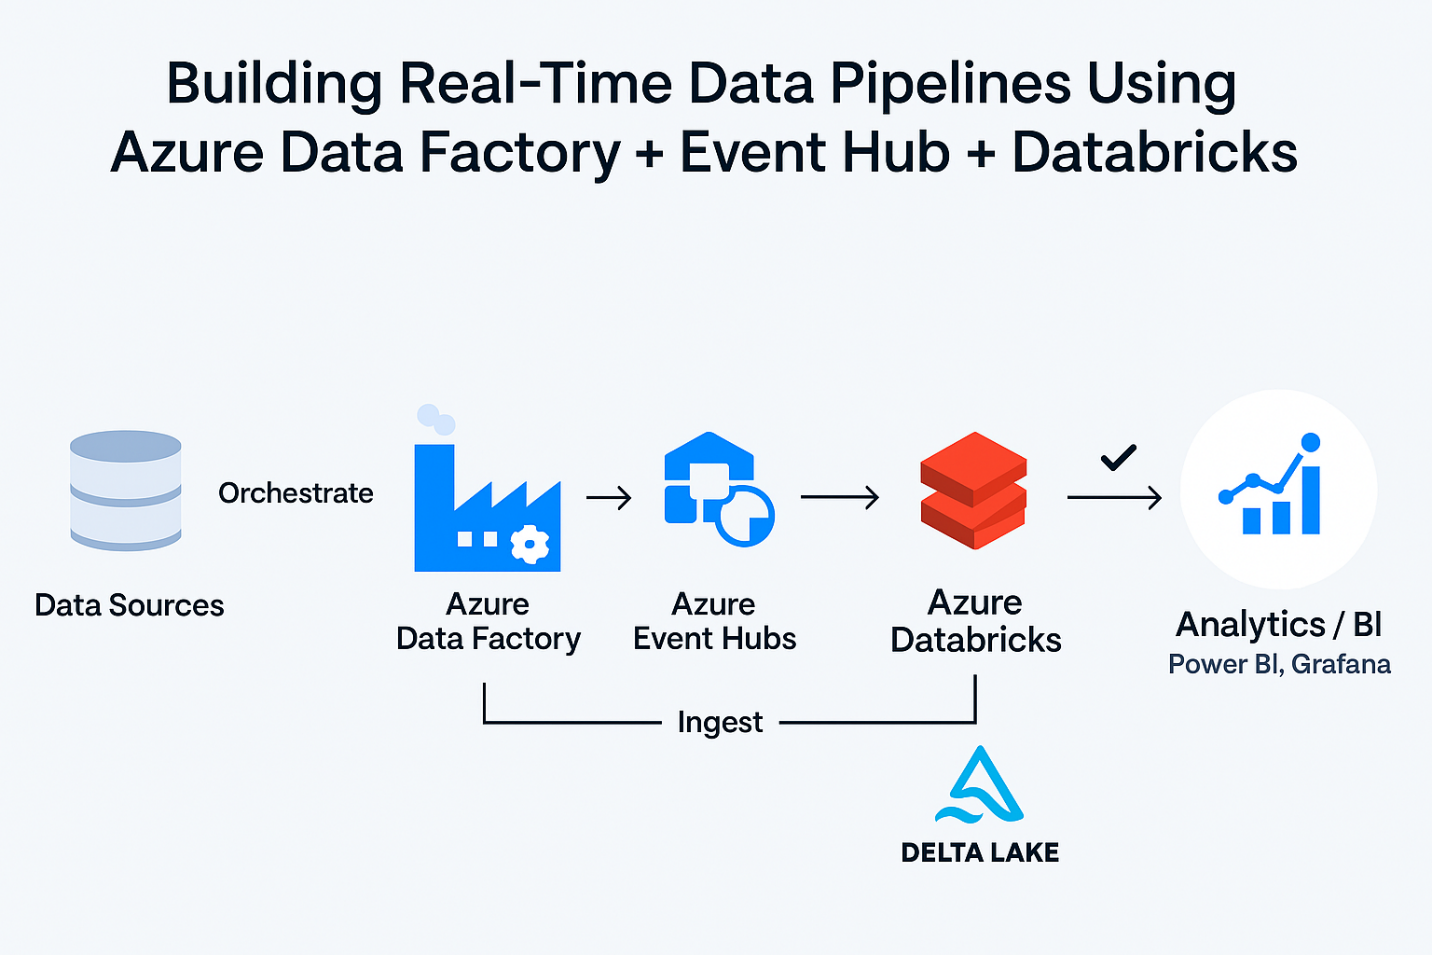 Building Real-Time Data Pipelines Using
Azure Data Factory + Event Hub + Databricks
Orchestrate
Data Sources
Azure
Data Factory
Azure
Event Hubs
Azure
Databricks
Analytics / BI
Power BI, Grafana
Ingest
DELTA LAKE